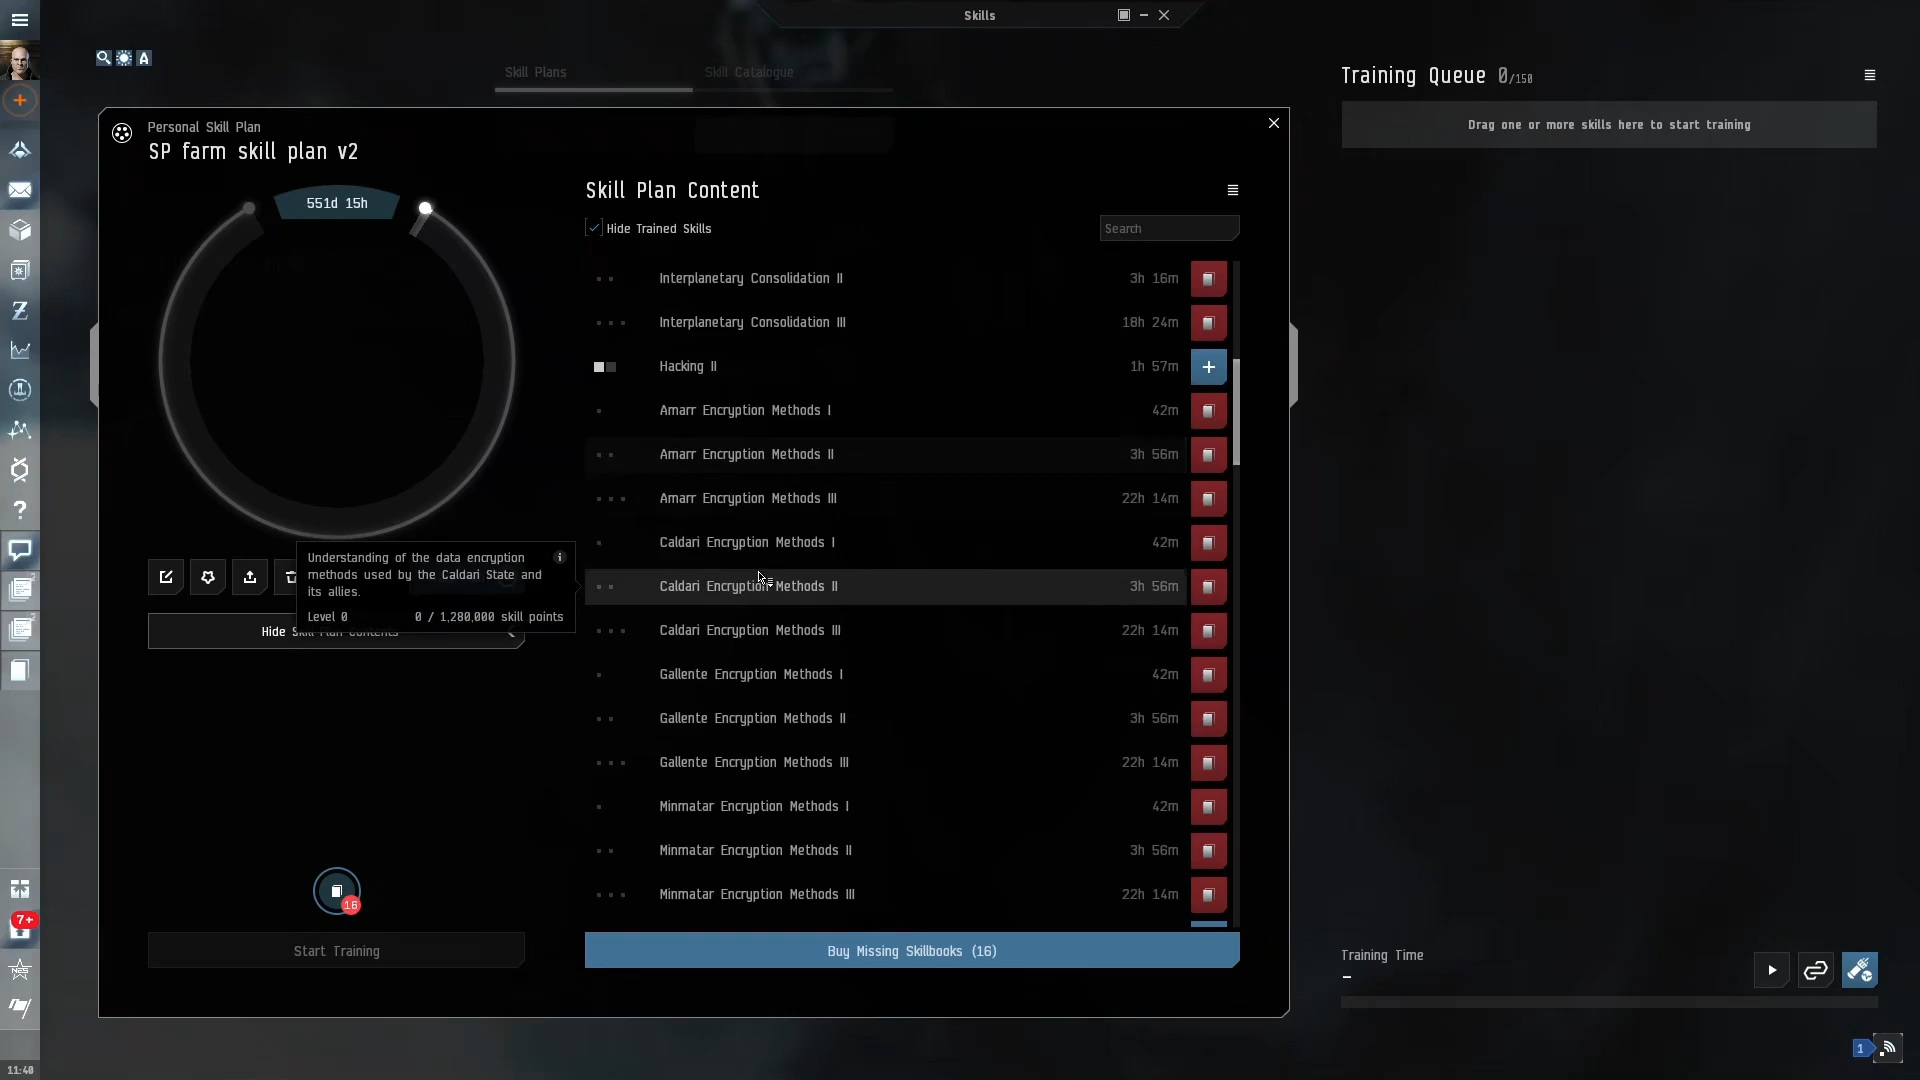 Skills
A
Skill Plans
Skill Catalogue
Training Queue 0/150
Drag one or more skills here to start training
Personal Skill Plan
SP farm skill plan v2
551d 15h
Skill Plan Content
Hide Trained Skills
Search
Interplanetary Consolidation II 3h 16m
Interplanetary Consolidation III 18h 24m
Hacking II 1h 57m
Amarr Encryption Methods I 42m
Amarr Encryption Methods II 3h 56m
Amarr Encryption Methods III 22h 14m
Caldari Encryption Methods I 42m
Caldari Encryption Methods II 3h 56m
Caldari Encryption Methods III 22h 14m
Gallente Encryption Methods I 42m
Gallente Encryption Methods II 3h 56m
Gallente Encryption Methods III 22h 14m
Minmatar Encryption Methods I 42m
Minmatar Encryption Methods II 3h 56m
Minmatar Encryption Methods III 22h 14m
Understanding of the data encryption
methods used by the Caldari State and
its allies.
Level 0 0 / 1,280,000 skill points
Hide Skill Plan Contents
16
Start Training
Buy Missing Skillbooks (16)
Training Time
–
7+
NES
1
11:40